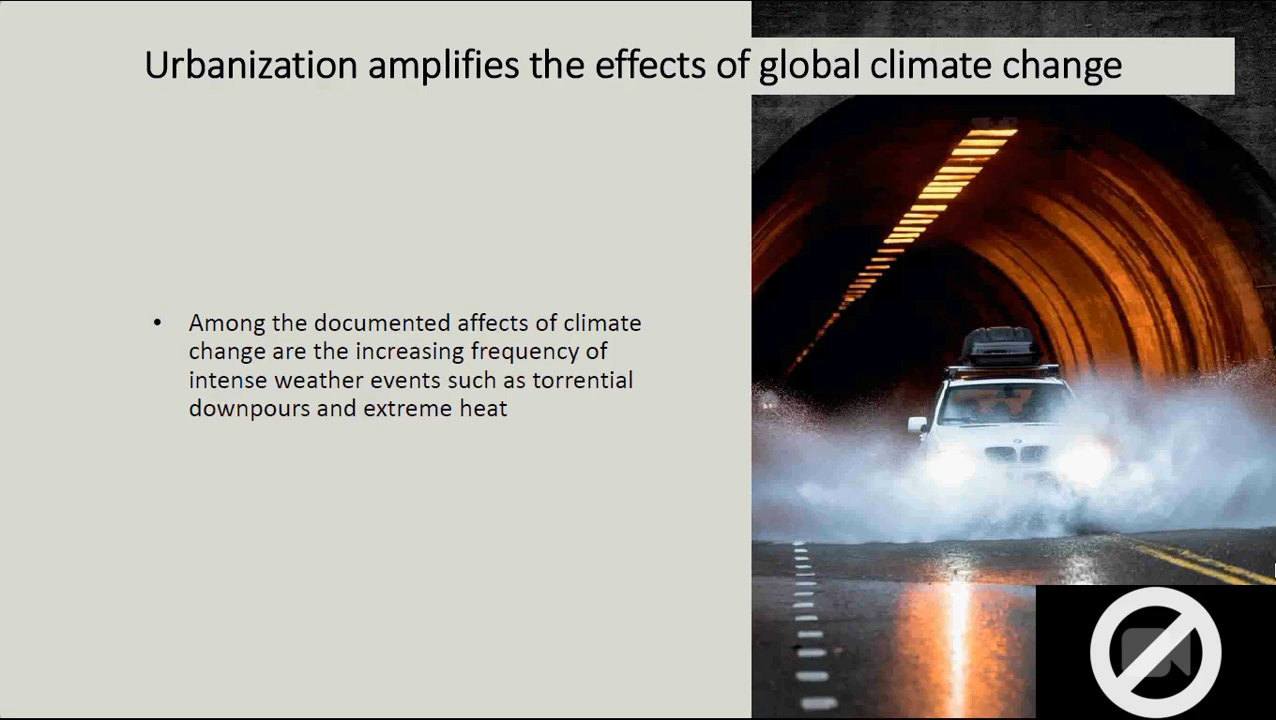 Urbanization amplifies the effects of global climate change
• Among the documented affects of climate
change are the increasing frequency of
intense weather events such as torrential
downpours and extreme heat